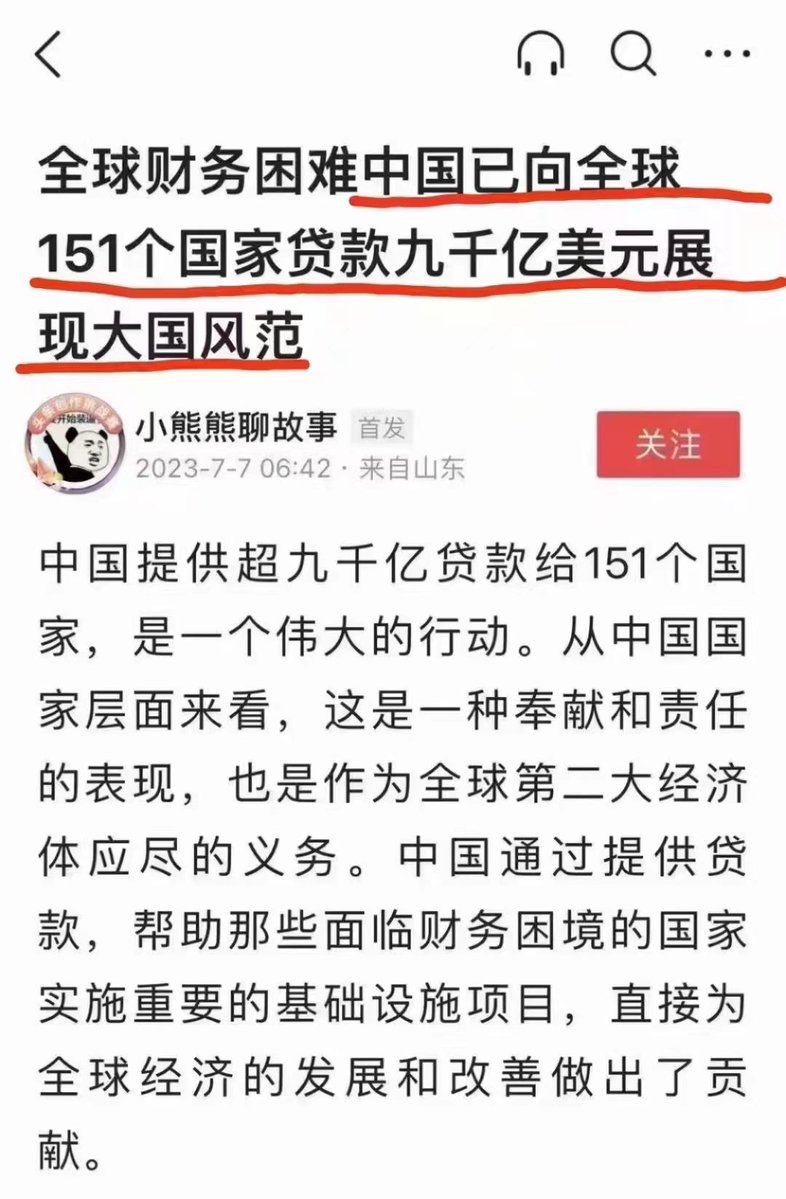 全球财务困难中国已向全球
151个国家贷款九千亿美元展
现大国风范
小熊熊聊故事 首发
2023-7-7 06:42 · 来自山东
关注
中国提供超九千亿贷款给151个国
家，是一个伟大的行动。从中国国
家层面来看，这是一种奉献和责任
的表现，也是作为全球第二大经济
体应尽的义务。中国通过提供贷
款，帮助那些面临财务困境的国家
实施重要的基础设施项目，直接为
全球经济的发展和改善做出了贡
献。